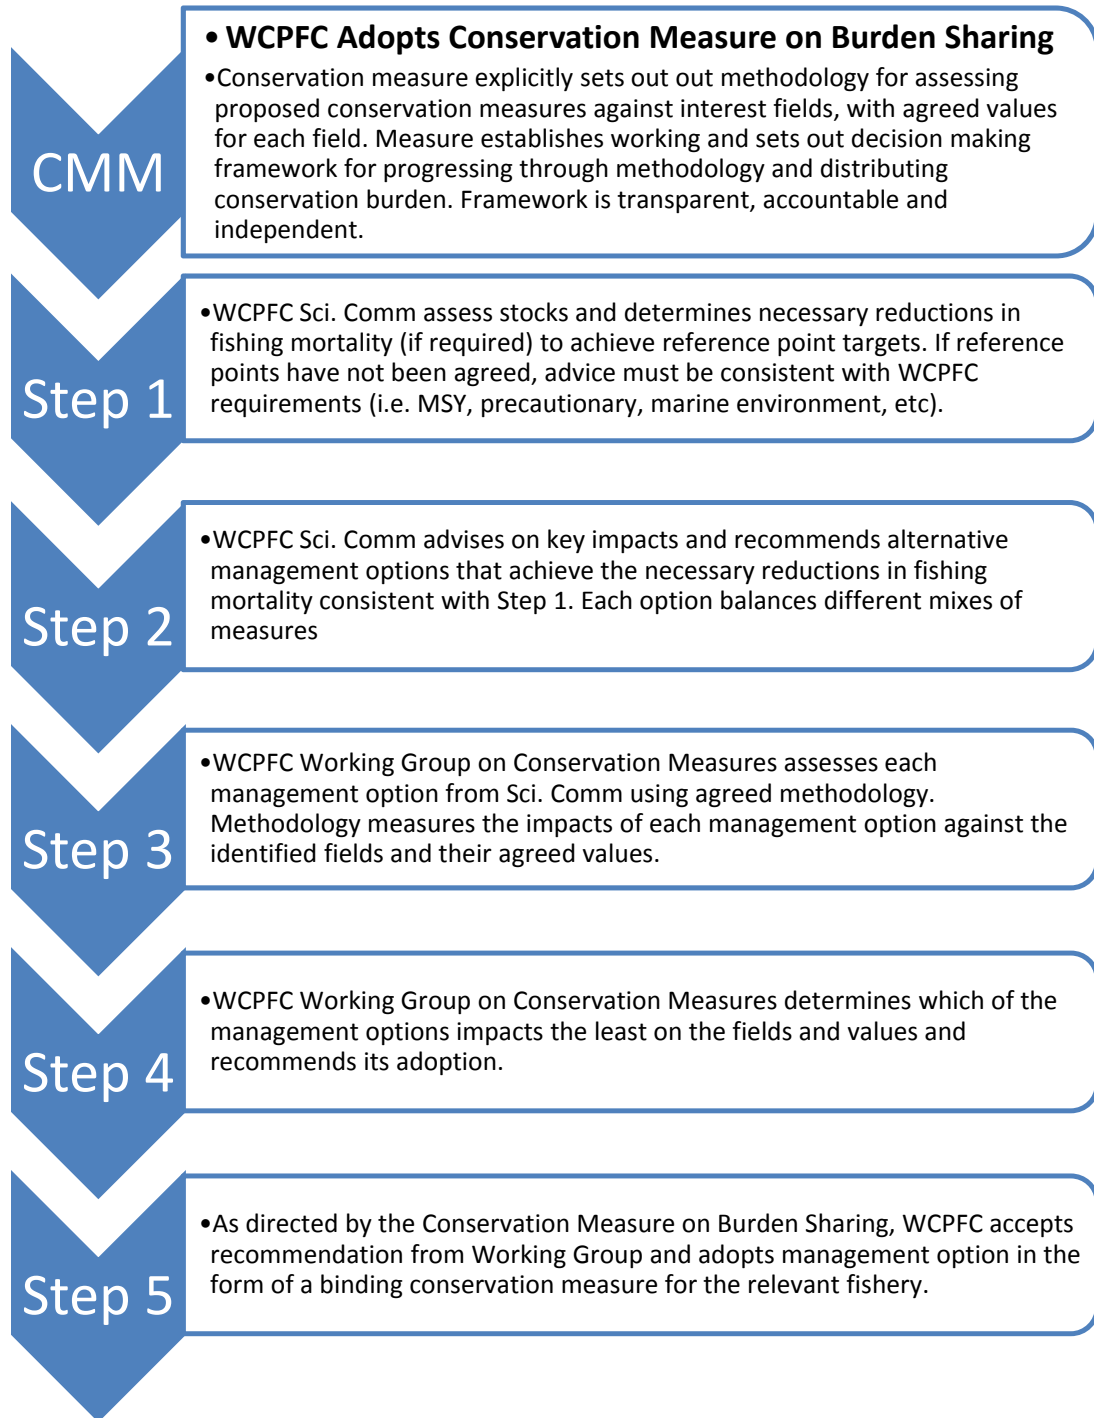 CMM
• WCPFC Adopts Conservation Measure on Burden Sharing
•Conservation measure explicitly sets out out methodology for assessing
proposed conservation measures against interest fields, with agreed values
for each field. Measure establishes working and sets out decision making
framework for progressing through methodology and distributing
conservation burden. Framework is transparent, accountable and
independent.
Step 1
•WCPFC Sci. Comm assess stocks and determines necessary reductions in
fishing mortality (if required) to achieve reference point targets. If reference
points have not been agreed, advice must be consistent with WCPFC
requirements (i.e. MSY, precautionary, marine environment, etc).
Step 2
•WCPFC Sci. Comm advises on key impacts and recommends alternative
management options that achieve the necessary reductions in fishing
mortality consistent with Step 1. Each option balances different mixes of
measures
Step 3
•WCPFC Working Group on Conservation Measures assesses each
management option from Sci. Comm using agreed methodology.
Methodology measures the impacts of each management option against the
identified fields and their agreed values.
Step 4
•WCPFC Working Group on Conservation Measures determines which of the
management options impacts the least on the fields and values and
recommends its adoption.
Step 5
•As directed by the Conservation Measure on Burden Sharing, WCPFC accepts
recommendation from Working Group and adopts management option in the
form of a binding conservation measure for the relevant fishery.